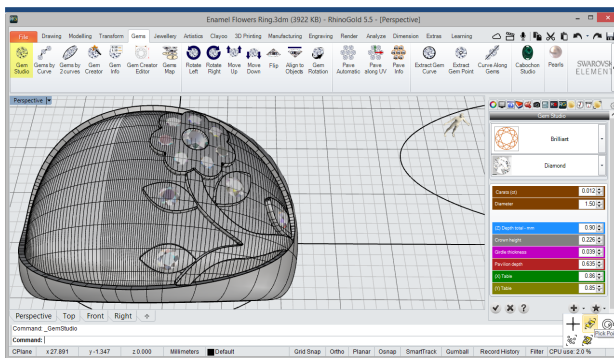 Enamel Flowers Ring.3dm (3922 KB) - RhinoGold 5.5 - [Perspective]
File Drawing Modelling Transform Gems Jewellery Artistics Clayoo 3D Printing Manufacturing Engraving Render Analyze Dimension Extras Learning
Gem Studio
Gems by Curve
Gems by 2 curves
Gem Creator
Gem Info
Gem Creator Editor
Gems Map
Rotate Left
Rotate Right
Move Up
Move Down
Flip
Align to Objects
Gem Rotation
Pave Automatic
Pave along UV
Pave Info
Extract Gem Curve
Extract Gem Point
Curve Along Gems
Cabochon Studio
Pearls
SWAROVSK
ELEMENT
Perspective
Gem Studio
Brilliant
Diamond
Carats (ct) 0.012
Diameter 1.50
(Z) Depth total - mm 0.90
Crown height 0.226
Girdle thickness 0.039
Pavilion depth 0.635
(X) Table 0.86
(Y) Table 0.85
Perspective Top Front Right
Command: _GemStudio
Command:
Pick Poi
CPlane x 27.891 y -1.347 z 0.000 Millimeters Default Grid Snap Ortho Planar Osnap SmartTrack Gumball Record History Filter CPU use: 2.0 %